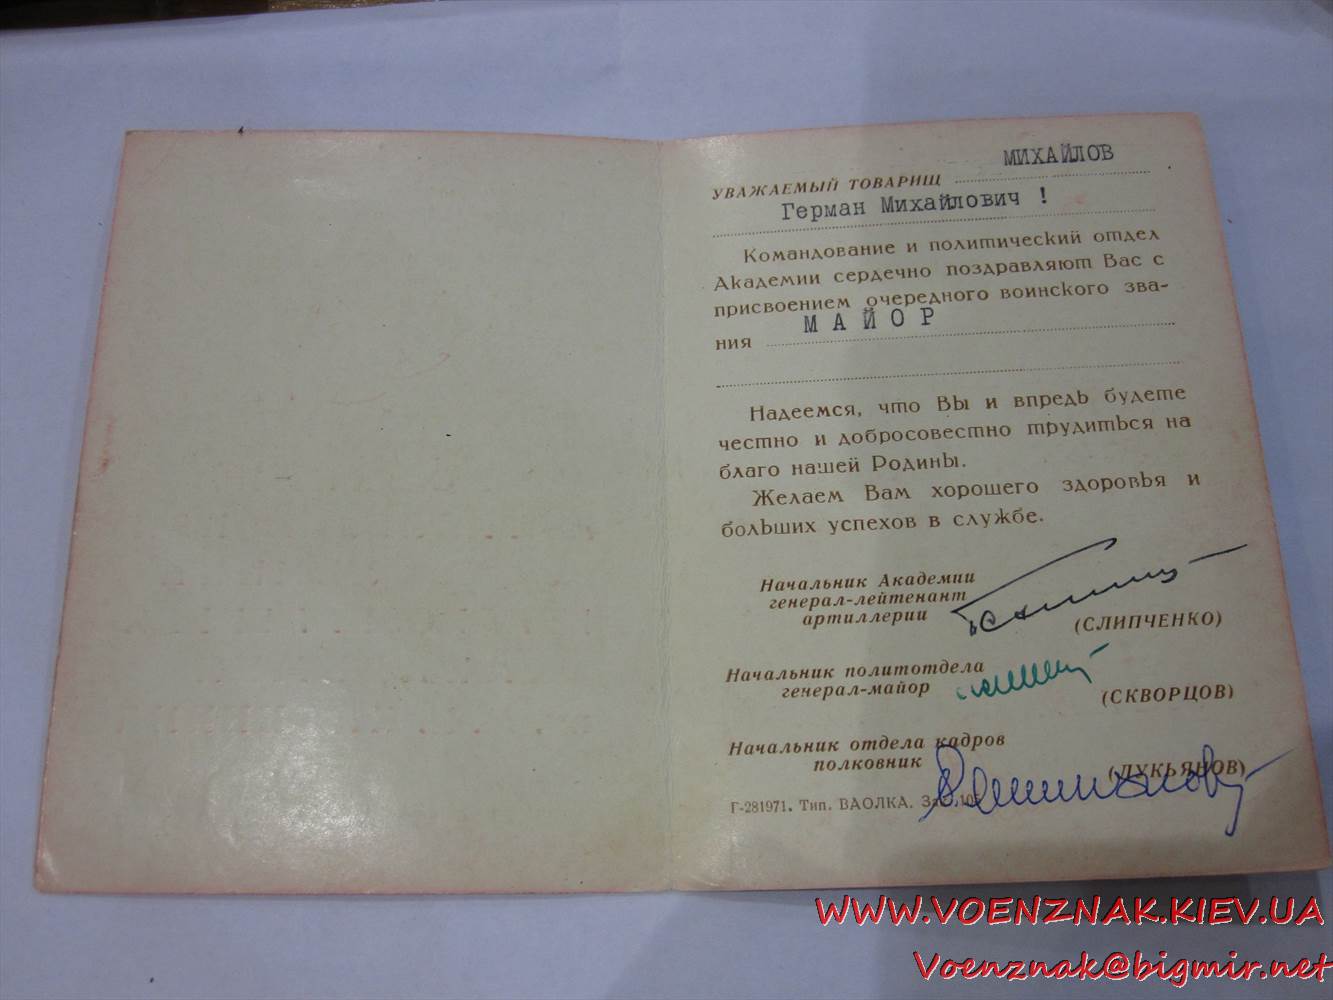 МИХАЙЛОВ
УВАЖАЕМЫЙ ТОВАРИЩ
Герман Михайлович !
Командование и политический отдел
Академии сердечно поздравляют Вас с
присвоением очередного воинского зва-
МАЙОР
ния
Надеемся, что Вы и впредь будете
честно и добросовестно трудиться на
благо нашей Родины.
Желаем Вам хорошего здоровья и
больших успехов в службе.
Начальник Академии
генерал-лейтенант
артиллерии
(СЛИПЧЕНКО)
Начальник политотдела
генерал-майор
(СКВОРЦОВ)
Начальник отдела кадров
полковник
(ЛУКЬЯНОВ)
Г-281971. Тип. ВАОЛКА.
WWW.VOENZNAK.KIEV.UA
Voenznak@bigmir.net